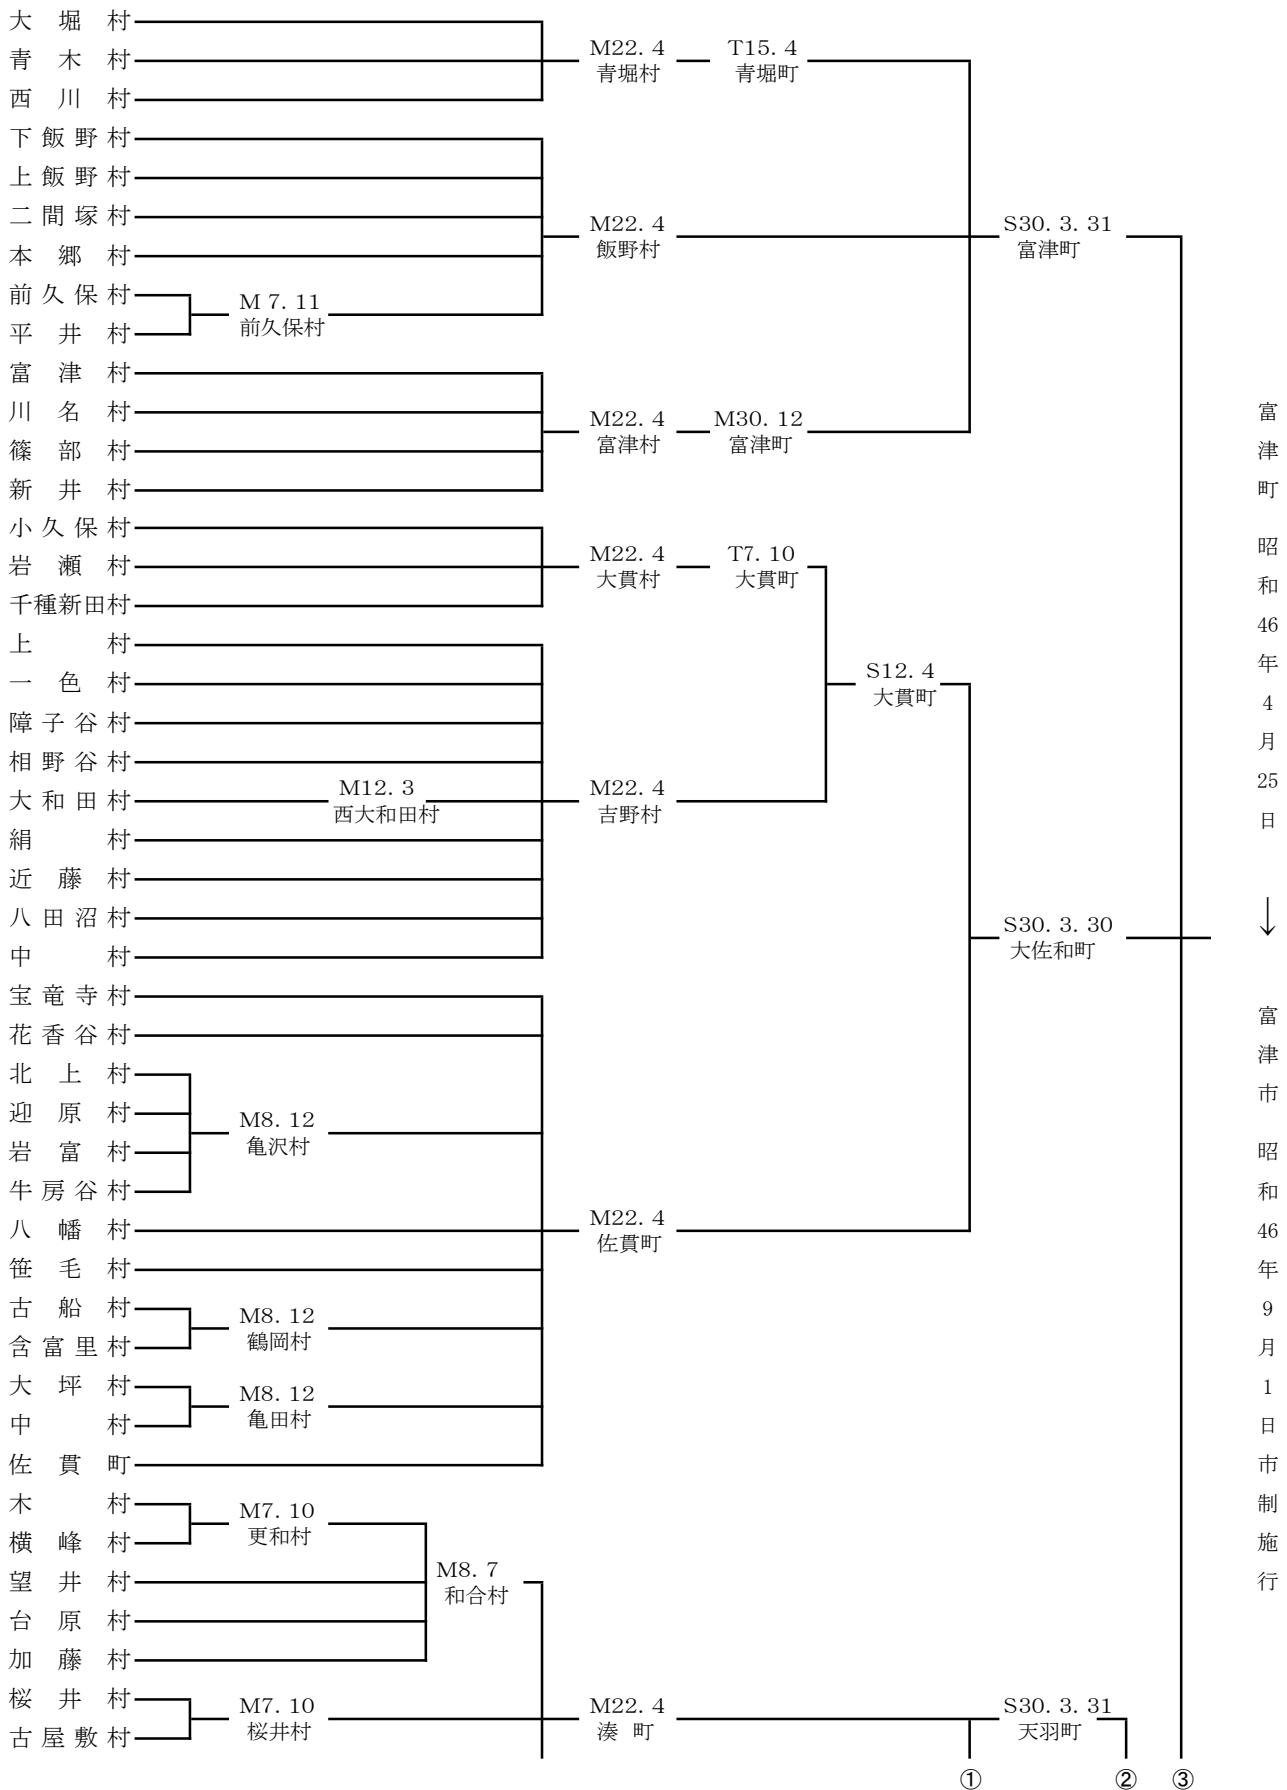 大堀村
青木村
西川村
M22. 4
青堀村
T15. 4
青堀町
下飯野村
上飯野村
二間塚村
本郷村
前久保村
平井村
M 7. 11
前久保村
M22. 4
飯野村
S30. 3. 31
富津町
富津村
川名村
篠部村
新井村
M22. 4
富津村
M30. 12
富津町
小久保村
岩瀬村
千種新田村
M22. 4
大貫村
T7. 10
大貫町
上村
一色村
障子谷村
相野谷村
大和田村
絹村
近藤村
八田沼村
中村
M12. 3
西大和田村
M22. 4
吉野村
S12. 4
大貫町
S30. 3. 30
大佐和町
宝竜寺村
花香谷村
北上村
迎原村
岩富村
牛房谷村
M8. 12
亀沢村
八幡村
笹毛村
古船村
含富里村
M8. 12
鶴岡村
大坪村
中村
M8. 12
亀田村
佐貫町
M22. 4
佐貫町
木村
横峰村
M7. 10
更和村
望井村
台原村
加藤村
M8. 7
和合村
桜井村
古屋敷村
M7. 10
桜井村
M22. 4
湊町
S30. 3. 31
天羽町
①
②
③
富津町 昭和46年4月25日 ↓ 富津市 昭和46年9月1日市制施行